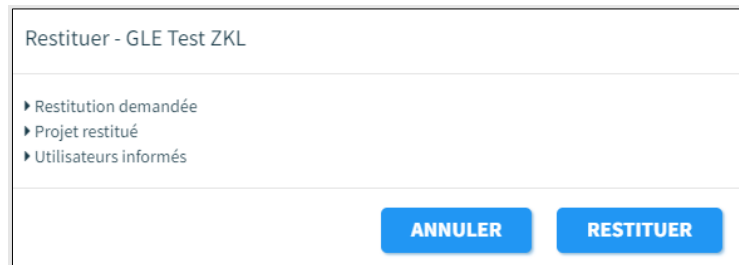 Restituer - GLE Test ZKL
Restitution demandée
Projet restitué
Utilisateurs informés
ANNULER RESTITUER